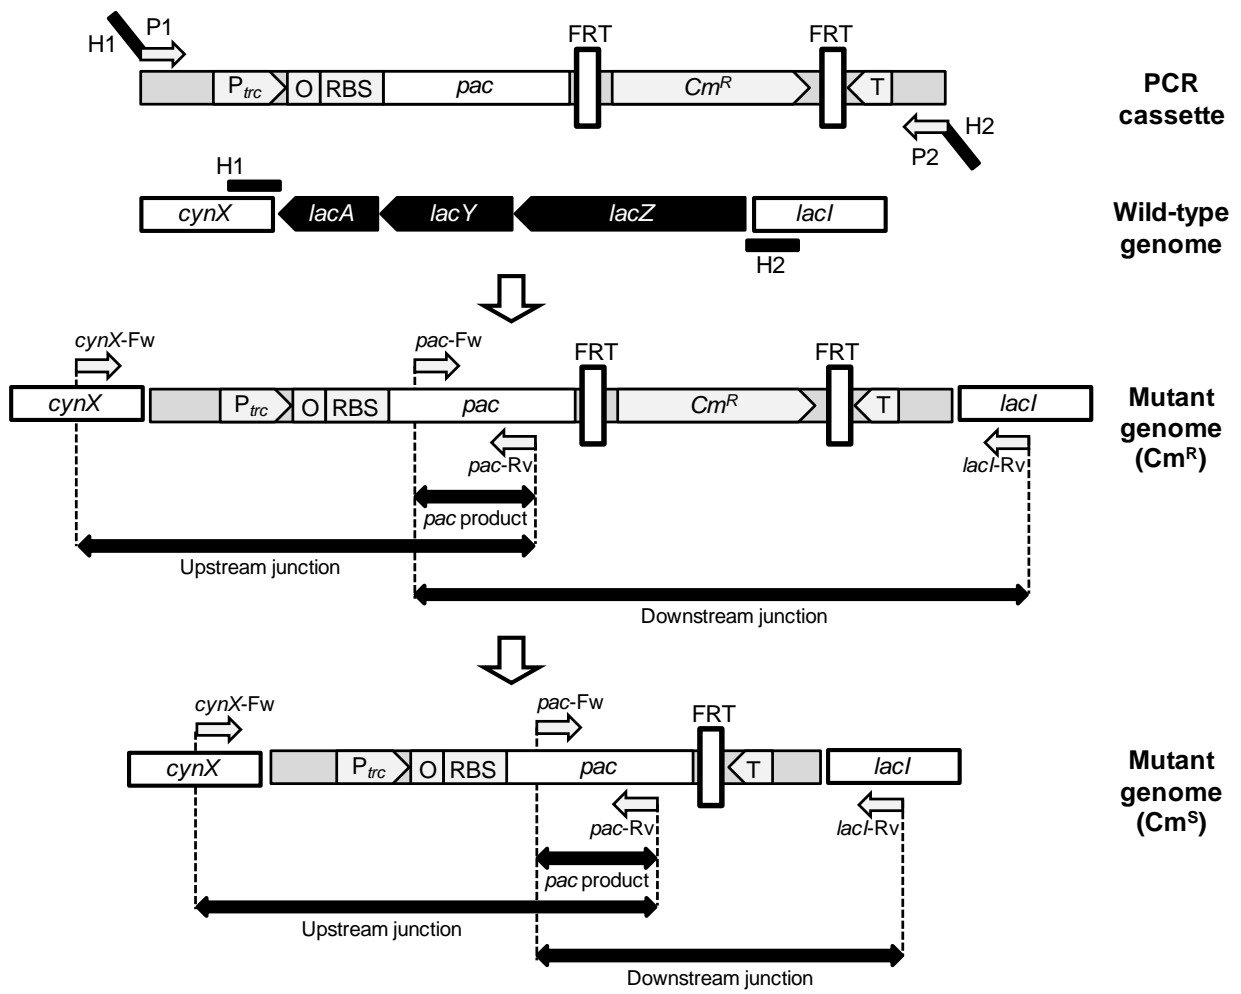 H1
P1
FRT
FRT
Ptrc
O
RBS
pac
CmR
T
PCR
cassette
P2
H2
H1
cynX
lacA
lacY
lacZ
lacI
H2
Wild-type
genome
cynX-Fw
pac-Fw
FRT
FRT
cynX
Ptrc
O
RBS
pac
CmR
T
lacI
Mutant
genome
(CmR)
pac-Rv
lacI-Rv
pac product
Upstream junction
Downstream junction
cynX-Fw
pac-Fw
FRT
cynX
Ptrc
O
RBS
pac
T
lacI
Mutant
genome
(CmS)
pac-Rv
lacI-Rv
pac product
Upstream junction
Downstream junction